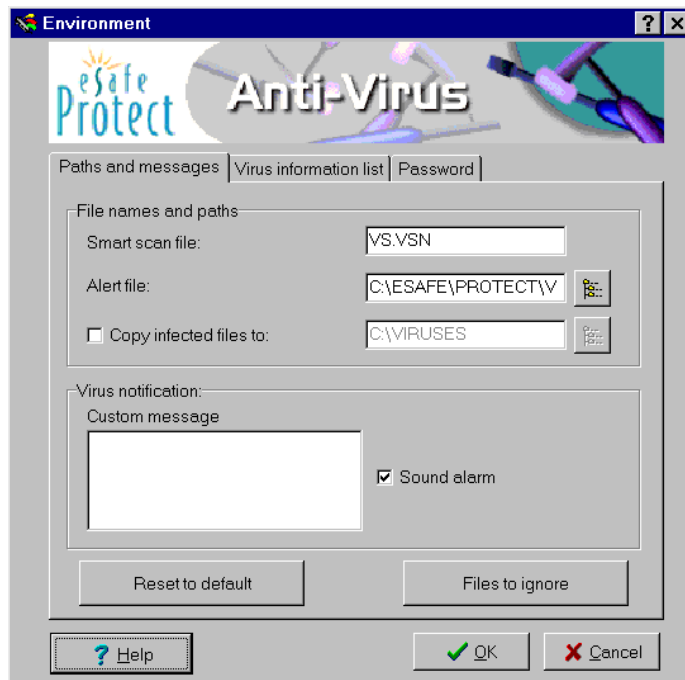 Environment
eSafe
Protect
Anti-Virus
Paths and messages
Virus information list
Password
File names and paths
Smart scan file:
VS.VSN
Alert file:
C:\ESAFE\PROTECT\V
Copy infected files to:
C:\VIRUSES
Virus notification:
Custom message
Sound alarm
Reset to default
Files to ignore
? Help
OK
Cancel